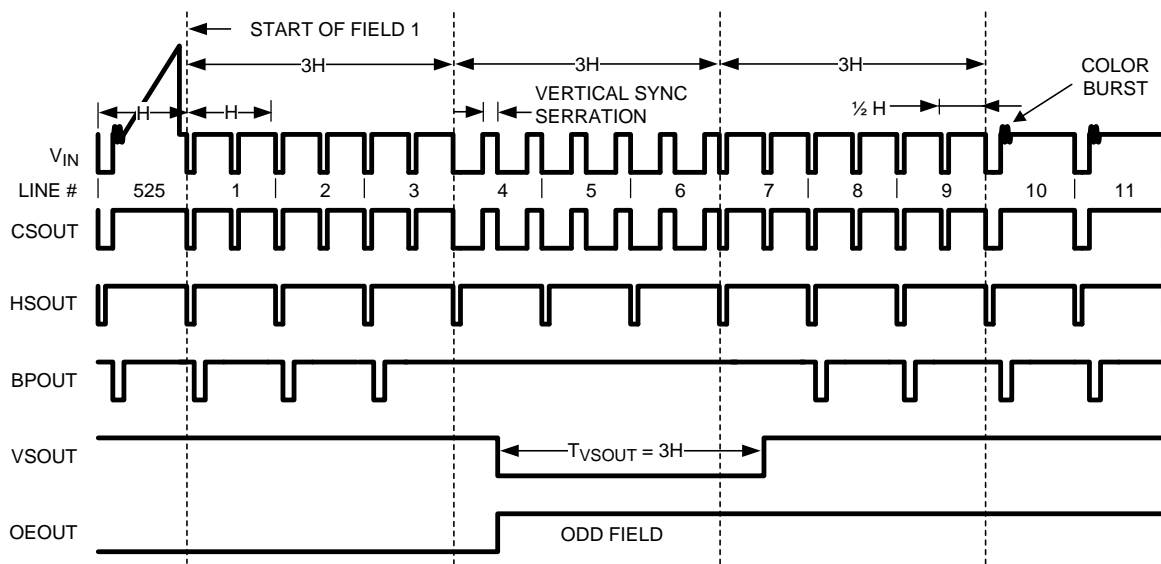 START OF FIELD 1
3H
3H
3H
COLOR
BURST
H
H
VERTICAL SYNC
SERRATION
½ H
VIN
LINE # 525 1 2 3 4 5 6 7 8 9 10 11
CSOUT
HSOUT
BPOUT
VSOUT
TVSOUT = 3H
OEOUT
ODD FIELD